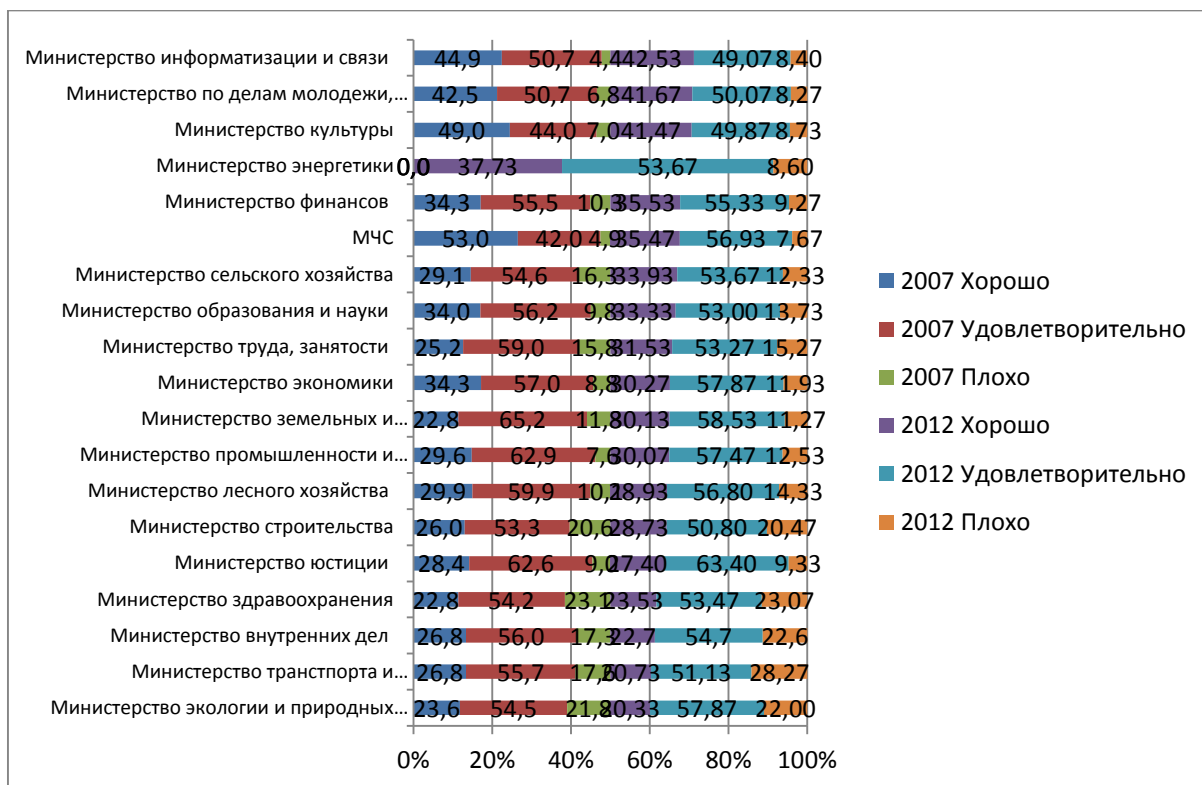 Министерство информатизации и связи 44,9 50,7 4,4 42,53 49,07 8,40
Министерство по делам молодежи,... 42,5 50,7 6,8 41,67 50,07 8,27
Министерство культуры 49,0 44,0 7,0 41,47 49,87 8,73
Министерство энергетики 0,0 37,73 53,67 8,60
Министерство финансов 34,3 55,5 10,3 35,53 55,33 9,27
МЧС 53,0 42,0 4,9 35,47 56,93 7,67
Министерство сельского хозяйства 29,1 54,6 16,3 33,93 53,67 12,33
Министерство образования и науки 34,0 56,2 9,8 33,33 53,00 13,73
Министерство труда, занятости 25,2 59,0 15,8 31,53 53,27 15,27
Министерство экономики 34,3 57,0 8,8 30,27 57,87 11,93
Министерство земельных и... 22,8 65,2 11,8 30,13 58,53 11,27
Министерство промышленности и... 29,6 62,9 7,6 30,07 57,47 12,53
Министерство лесного хозяйства 29,9 59,9 28,93 56,80 14,33
Министерство строительства 26,0 53,3 20,6 28,73 50,80 20,47
Министерство юстиции 28,4 62,6 9,0 27,40 63,40 9,33
Министерство здравоохранения 22,8 54,2 23,1 23,53 53,47 23,07
Министерство внутренних дел 26,8 56,0 17,3 22,7 54,7 22,6
Министерство транстпорта и... 26,8 55,7 17,6 20,73 51,13 28,27
Министерство экологии и природных... 23,6 54,5 21,8 20,33 57,87 22,00
0% 20% 40% 60% 80% 100%
2007 Хорошо
2007 Удовлетворительно
2007 Плохо
2012 Хорошо
2012 Удовлетворительно
2012 Плохо